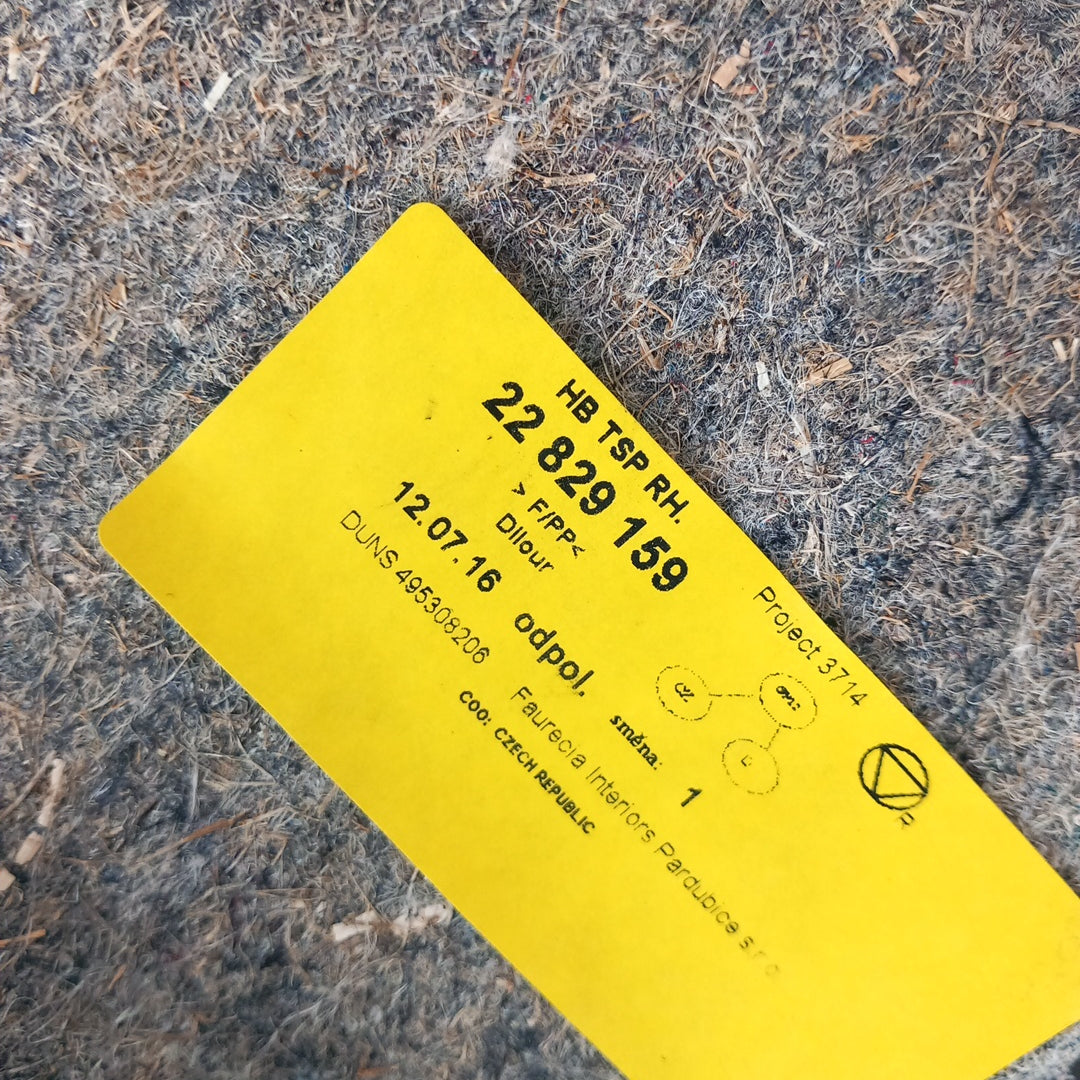 HB TSP RH.
22 829 159
> F/PP<
Dilour
12.07.16 odpol.
DUNS 495308206
Project 3714
směna: 1
Faurecia Interiors Pardubice s.r.o
COO: CZECH REPUBLIC
R